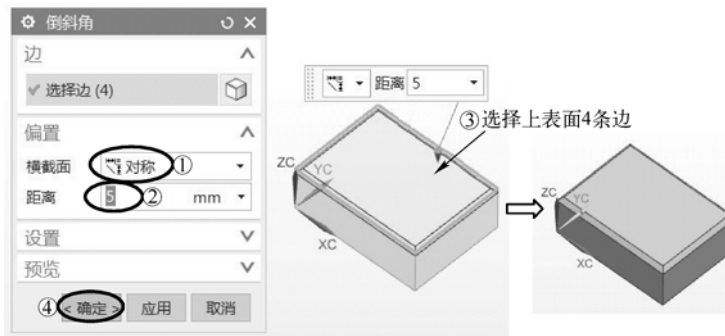 倒斜角
边
选择边 (4)
偏置
横截面 对称 ①
距离 5 ② mm
设置
预览
④ < 确定 > 应用 取消
距离 5
③选择上表面4条边
ZC
YC
XC
ZC
YC
XC